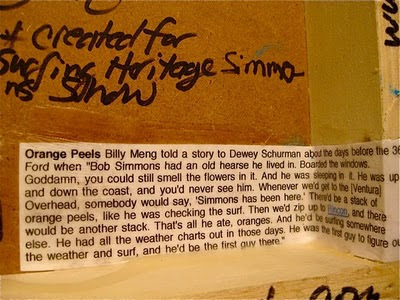 * created for
Surfing Heritage Simmo
ns Show
Orange Peels Billy Meng told a story to Dewey Schurman about the days before the 36
Ford when "Bob Simmons had an old hearse he lived in. Boarded the windows.
Goddamn, you could still smell the flowers in it. And he was sleeping in it. He was up
and down the coast, and you'd never see him. Whenever we'd get to the [Ventura]
Overhead, somebody would say, 'Simmons has been here.' There'd be a stack of
orange peels, like he was checking the surf. Then we'd zip up to Rincon, and there
would be another stack. That's all he ate, oranges. And he'd be surfing somewhere
else. He had all the weather charts out in those days. He was the first guy to figure ou
the weather and surf, and he'd be the first guy there."